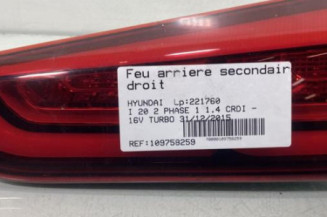 Feu arriere secondair
droit
HYUNDAI Lp:221760
I 20 2 PHASE 1 1.4 CRDI -
16V TURBO 31/12/2015
REF:109759259